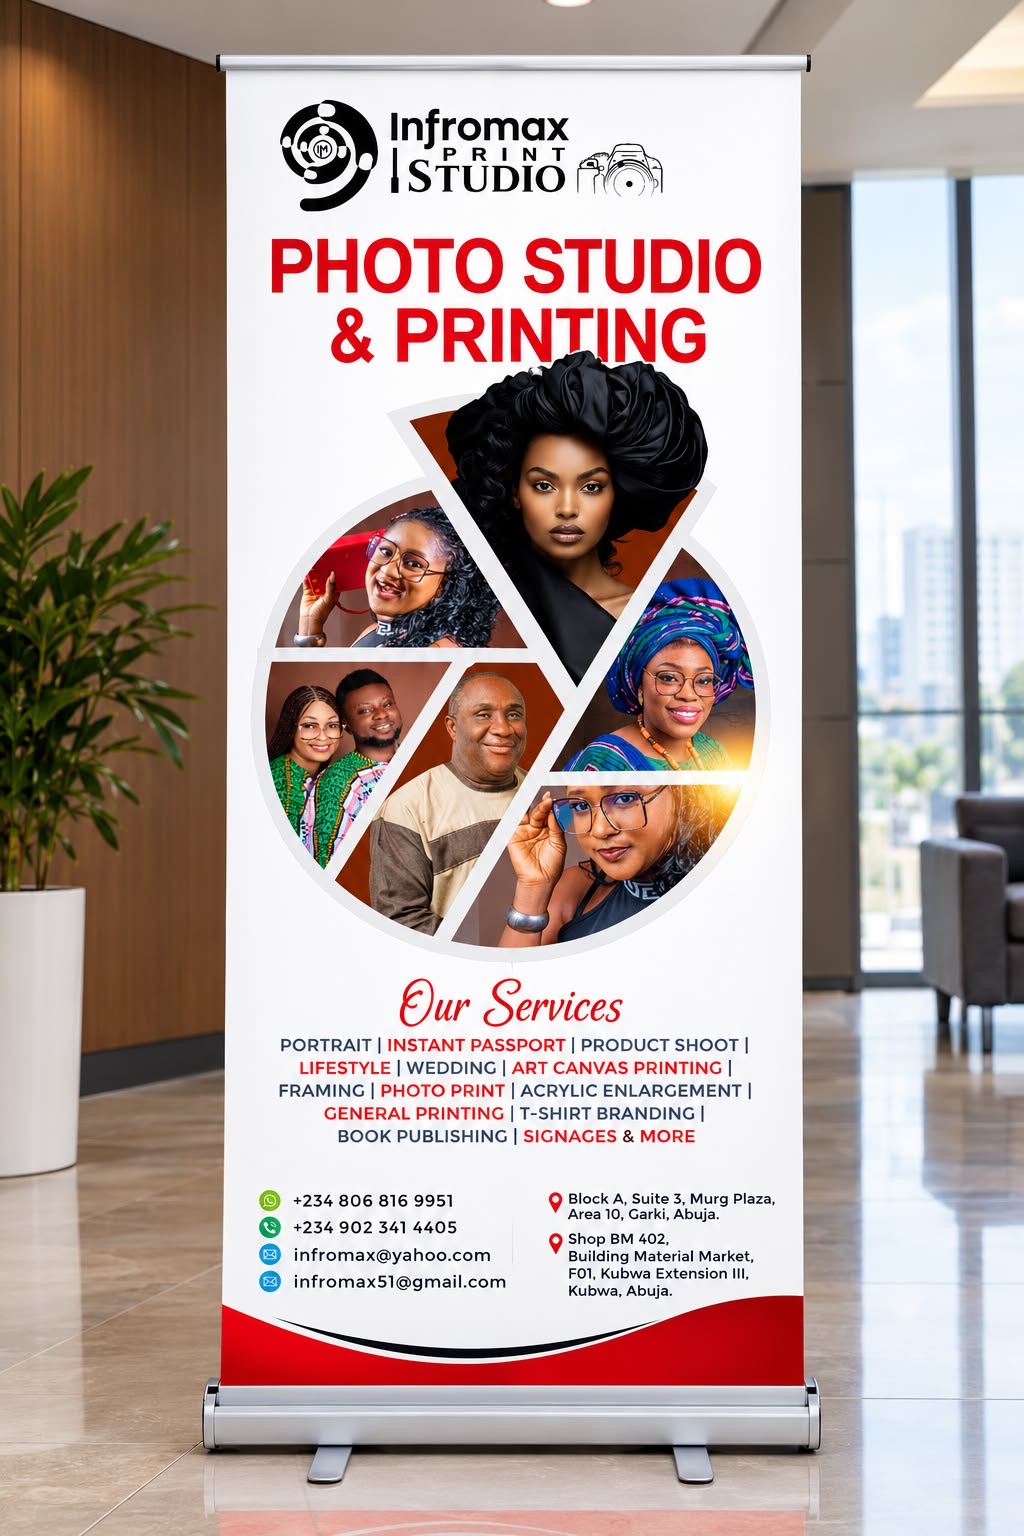 IM
Infromax
PRINT
STUDIO
PHOTO STUDIO
& PRINTING
Our Services
PORTRAIT | INSTANT PASSPORT | PRODUCT SHOOT |
LIFESTYLE | WEDDING | ART CANVAS PRINTING |
FRAMING | PHOTO PRINT | ACRYLIC ENLARGEMENT |
GENERAL PRINTING | T-SHIRT BRANDING |
BOOK PUBLISHING | SIGNAGES & MORE
+234 806 816 9951
+234 902 341 4405
infromax@yahoo.com
infromax51@gmail.com
Block A, Suite 3, Murg Plaza,
Area 10, Garki, Abuja.
Shop BM 402,
Building Material Market,
F01, Kubwa Extension III,
Kubwa, Abuja.